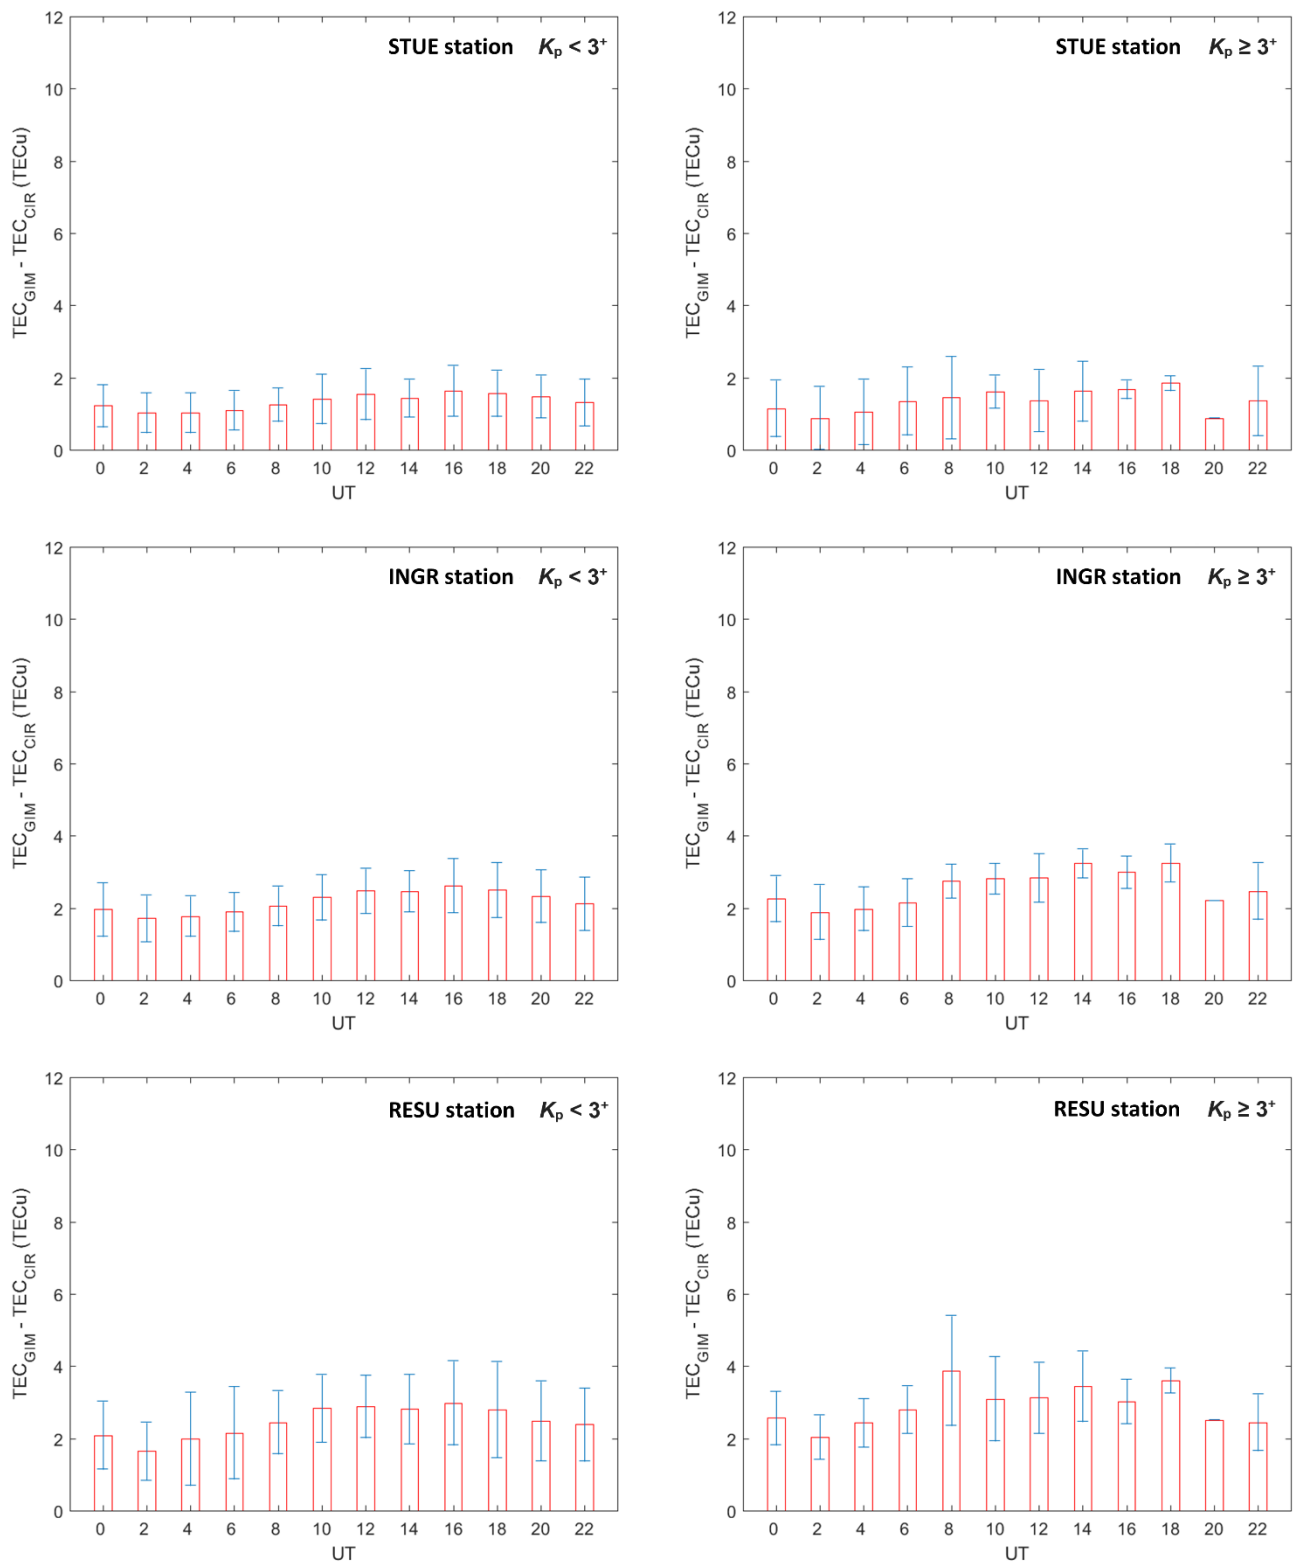 STUE station Kp < 3+
12
10
8
6
4
2
0
TECGIM - TECCIR (TECu)
0 2 4 6 8 10 12 14 16 18 20 22
UT
STUE station Kp ≥ 3+
12
10
8
6
4
2
0
TECGIM - TECCIR (TECu)
0 2 4 6 8 10 12 14 16 18 20 22
UT
INGR station Kp < 3+
12
10
8
6
4
2
0
TECGIM - TECCIR (TECu)
0 2 4 6 8 10 12 14 16 18 20 22
UT
INGR station Kp ≥ 3+
12
10
8
6
4
2
0
TECGIM - TECCIR (TECu)
0 2 4 6 8 10 12 14 16 18 20 22
UT
RESU station Kp < 3+
12
10
8
6
4
2
0
TECGIM - TECCIR (TECu)
0 2 4 6 8 10 12 14 16 18 20 22
UT
RESU station Kp ≥ 3+
12
10
8
6
4
2
0
TECGIM - TECCIR (TECu)
0 2 4 6 8 10 12 14 16 18 20 22
UT